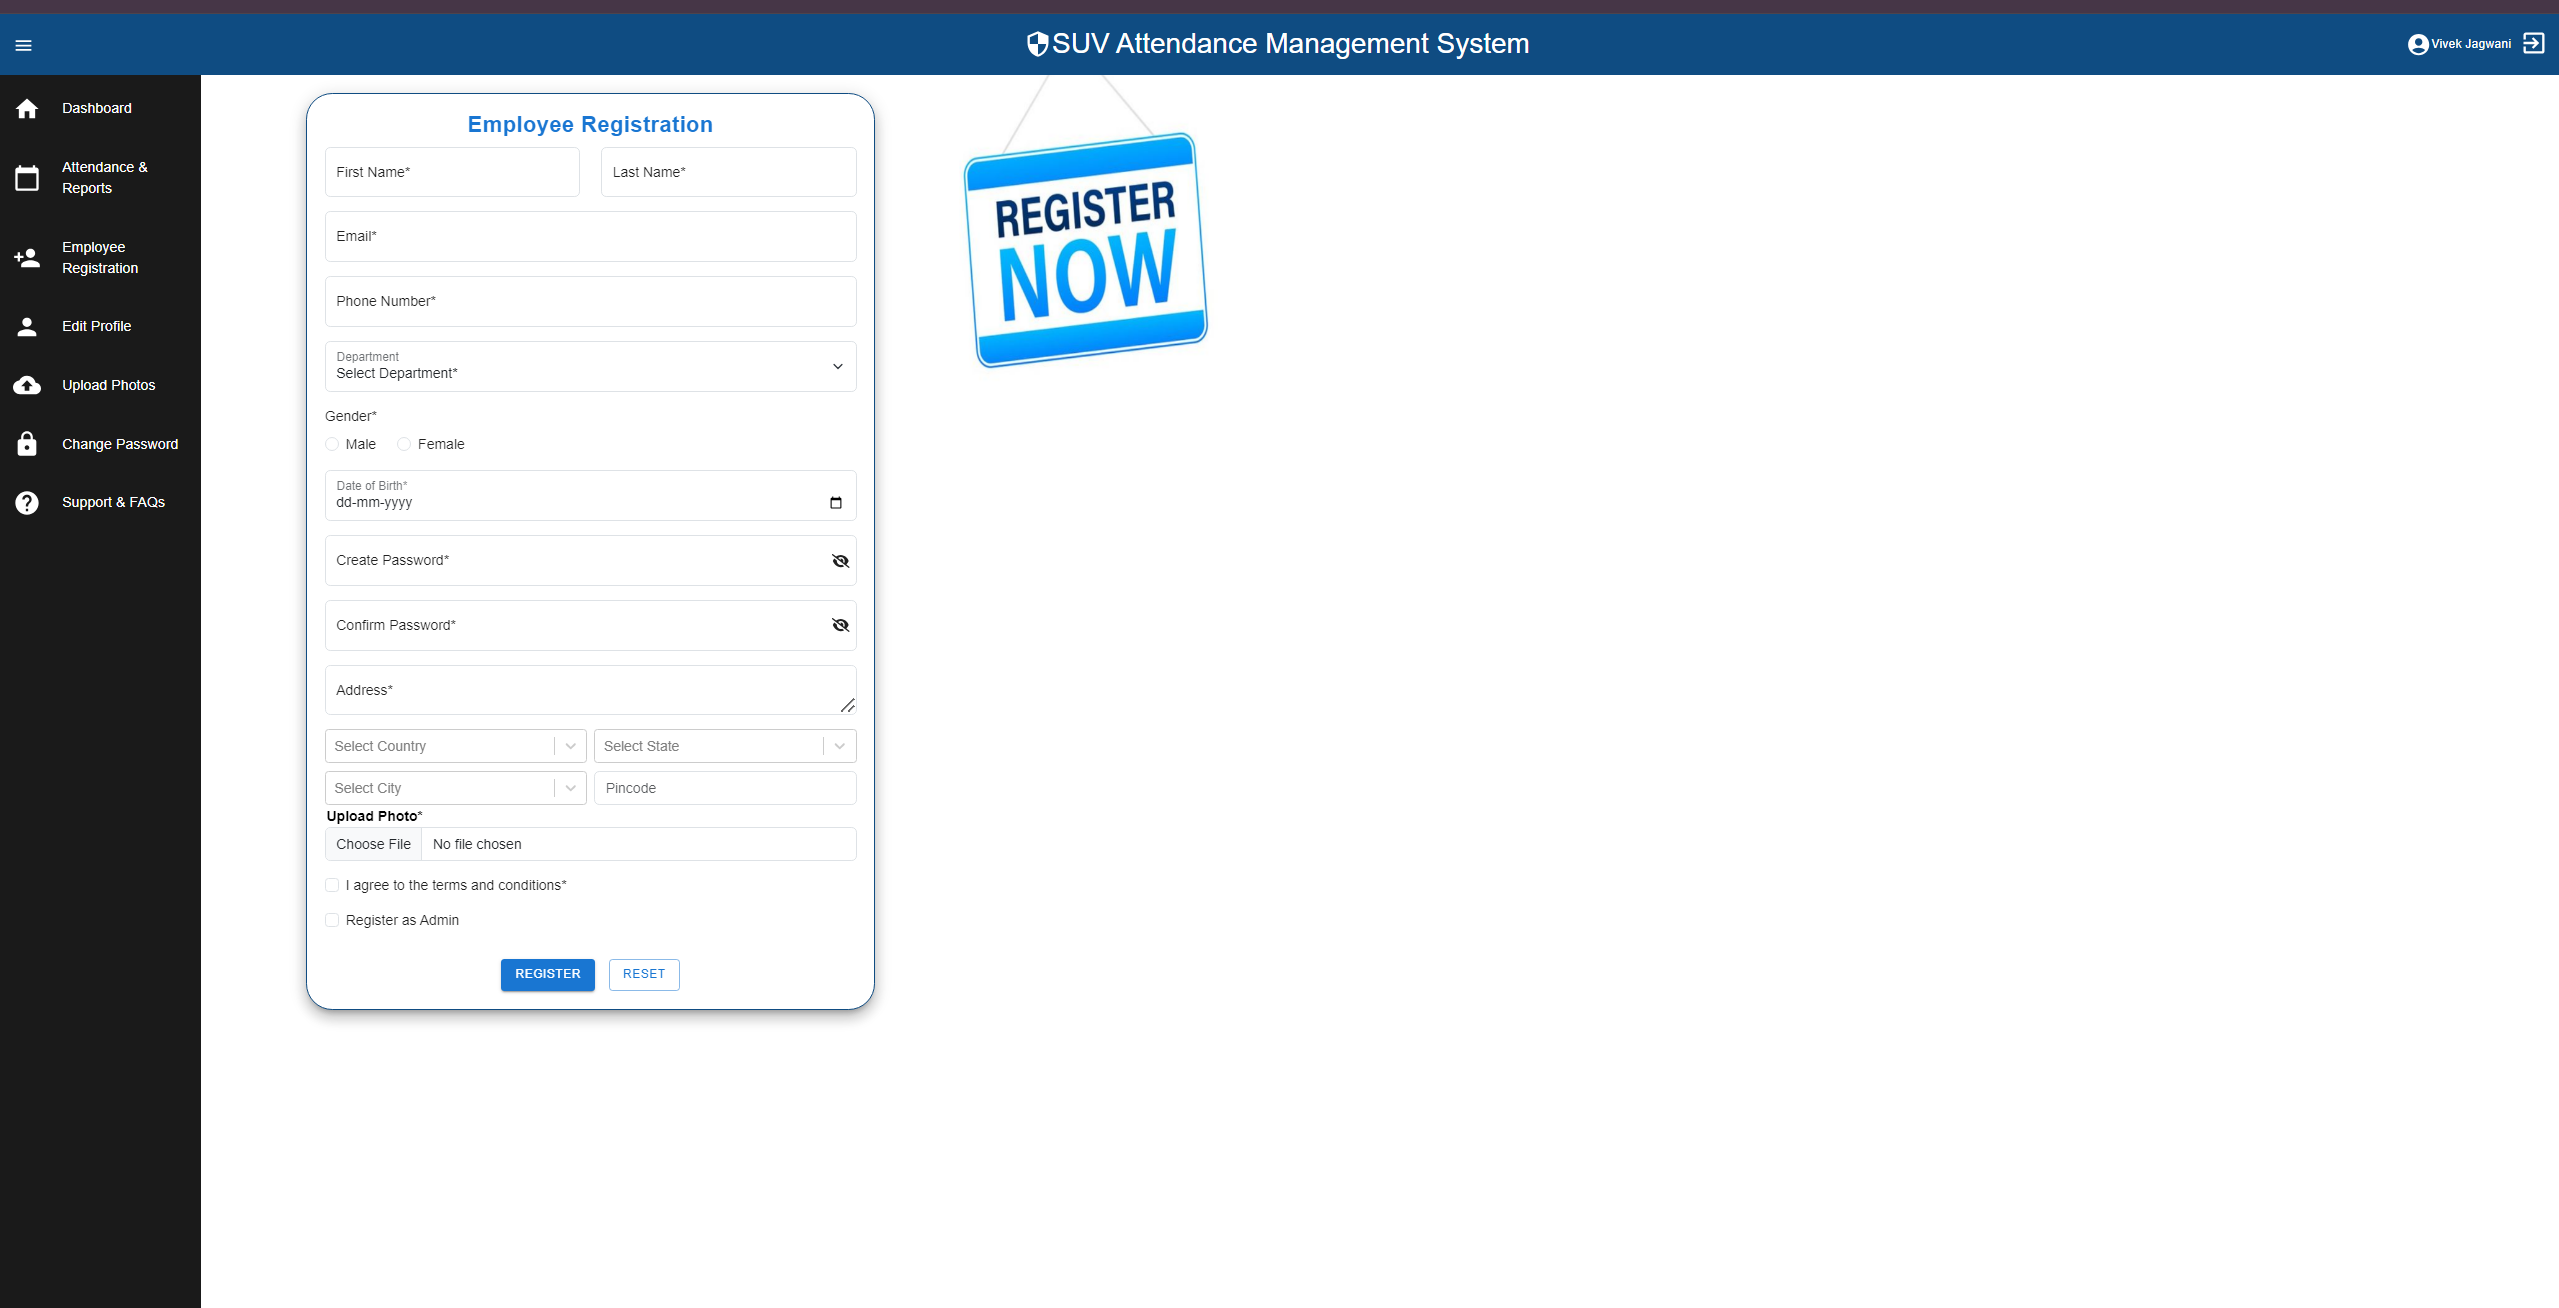 SUV Attendance Management System
Vivek Jagwani
Dashboard
Attendance &
Reports
Employee
Registration
Edit Profile
Upload Photos
Change Password
Support & FAQs
Employee Registration
First Name*
Last Name*
Email*
Phone Number*
Department
Select Department*
Gender*
Male
Female
Date of Birth*
dd-mm-yyyy
Create Password*
Confirm Password*
Address*
Select Country
Select State
Select City
Pincode
Upload Photo*
Choose File
No file chosen
I agree to the terms and conditions*
Register as Admin
REGISTER
RESET
REGISTER
NOW